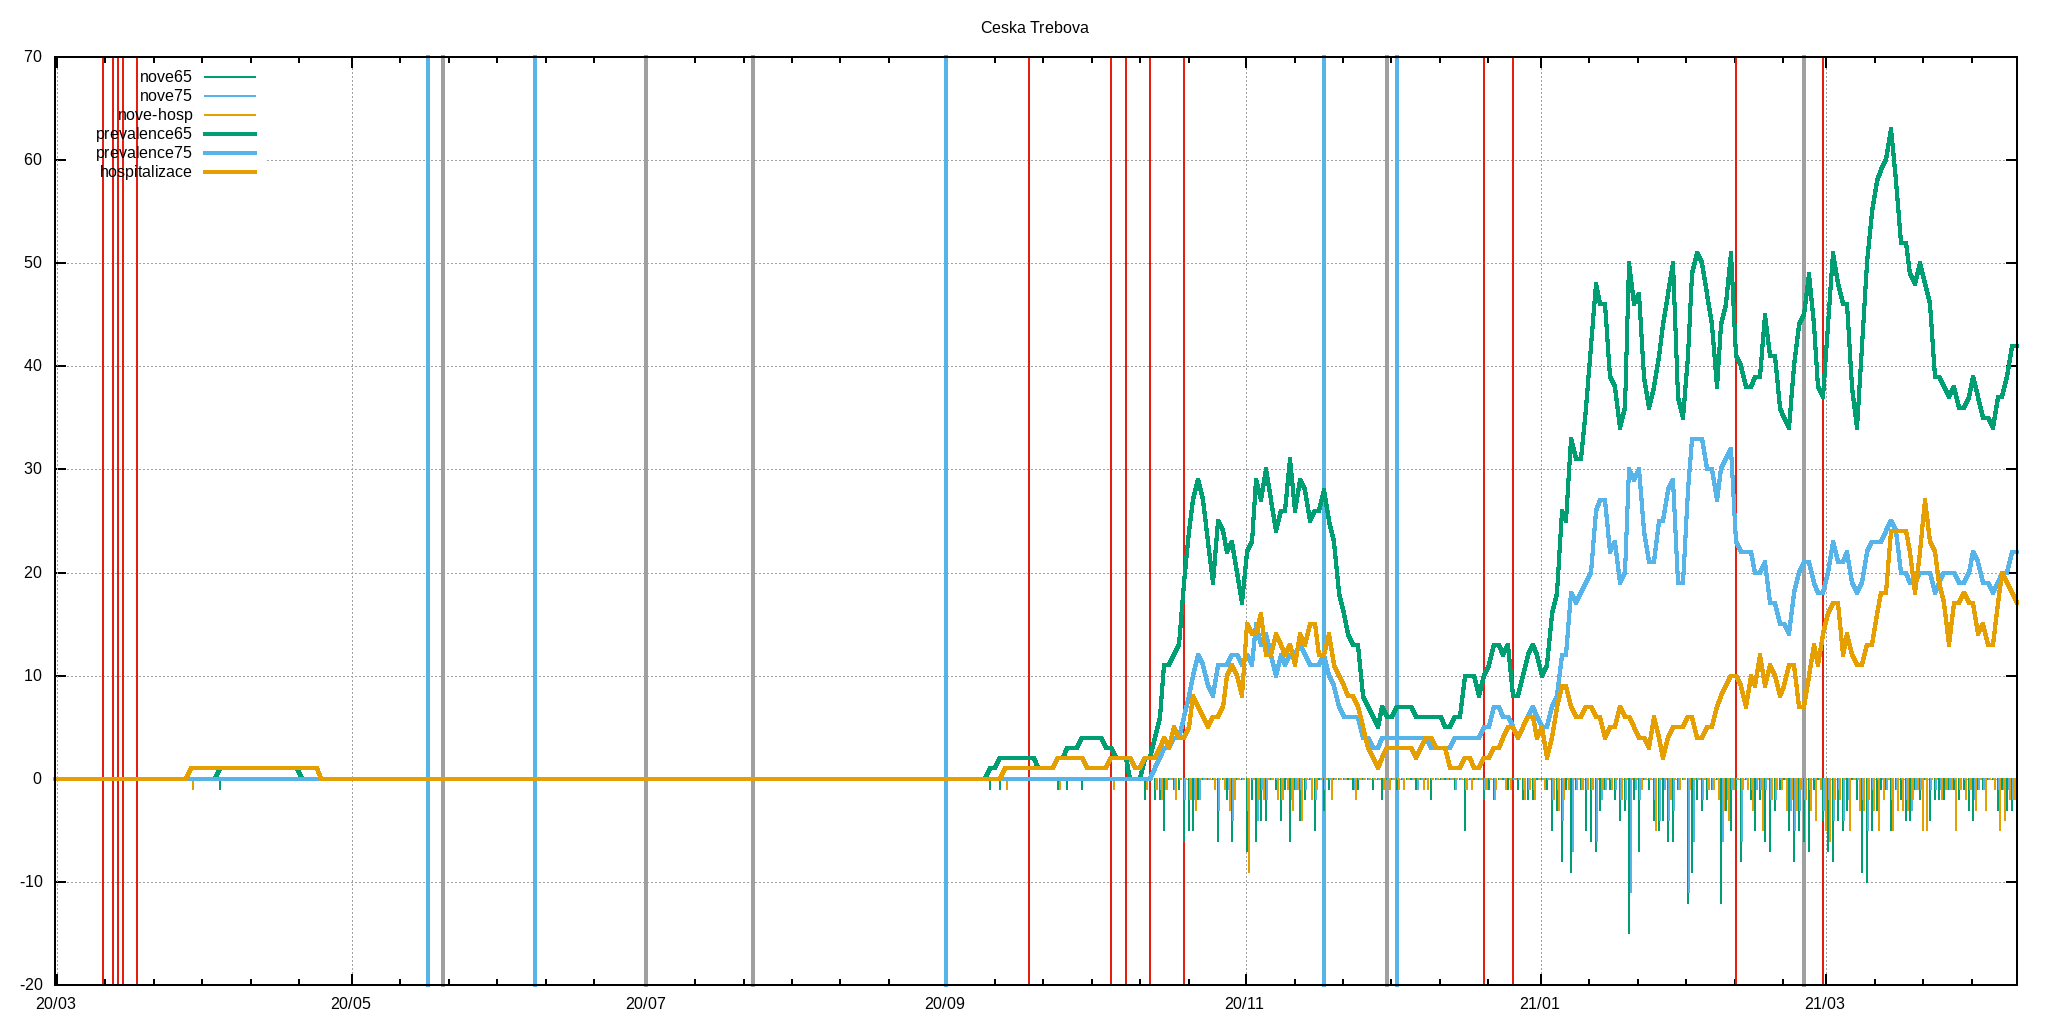 Ceska Trebova
70
60
50
40
30
20
10
0
-10
-20
nove65
nove75
nove-hosp
prevalence65
prevalence75
hospitalizace
20/03 20/05 20/07 20/09 20/11 21/01 21/03